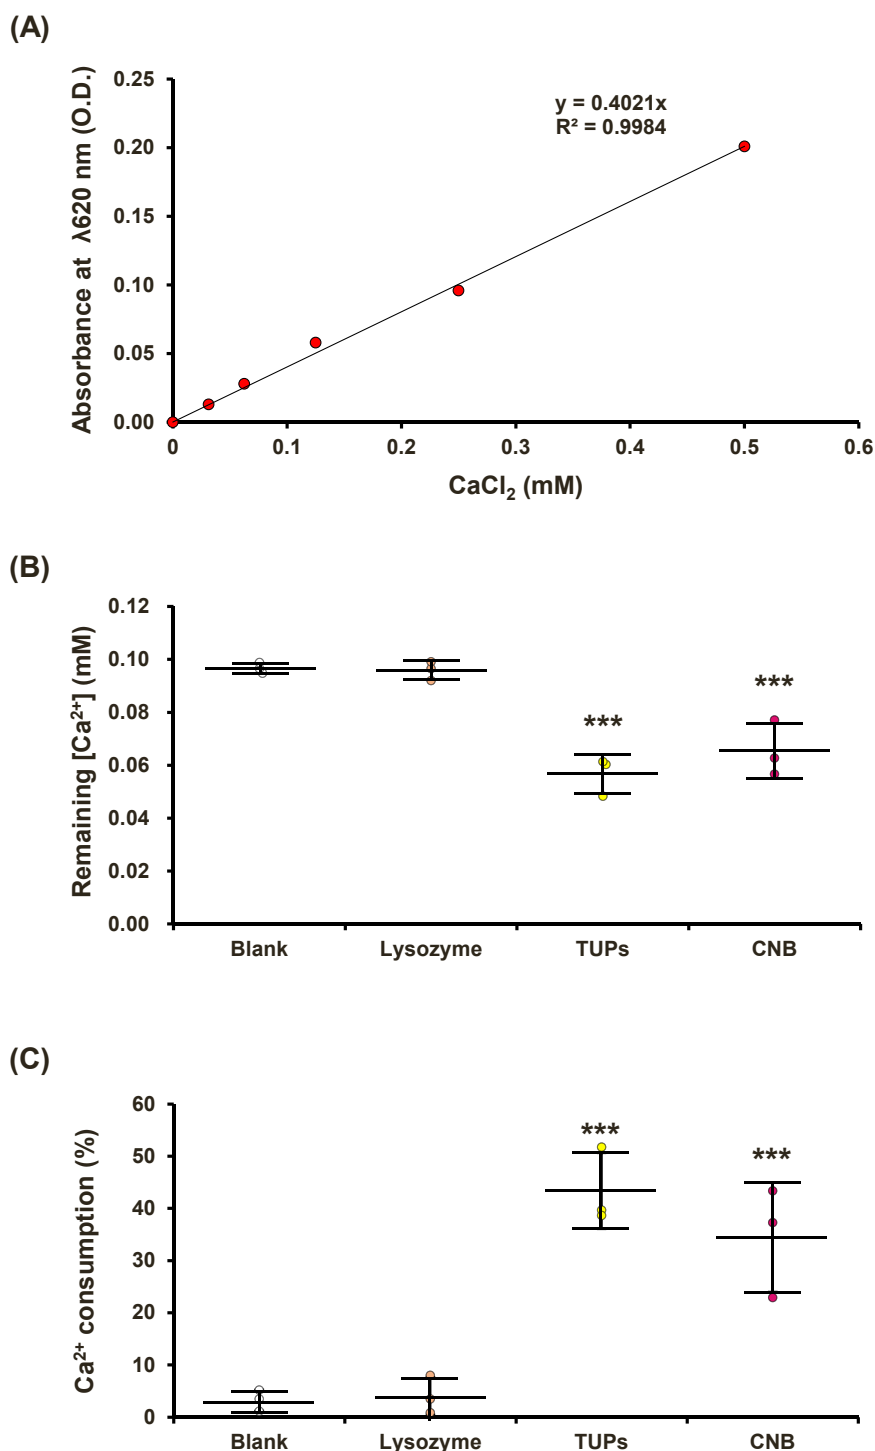 (A)
Absorbance at λ620 nm (O.D.)
0.25
0.20
0.15
0.10
0.05
0.00
y = 0.4021x
R² = 0.9984
0 0.1 0.2 0.3 0.4 0.5 0.6
CaCl₂ (mM)
(B)
Remaining [Ca²⁺] (mM)
0.12
0.10
0.08
0.06
0.04
0.02
0.00
***
***
Blank Lysozyme TUPs CNB
(C)
Ca²⁺ consumption (%)
60
50
40
30
20
10
0
***
***
Blank Lysozyme TUPs CNB